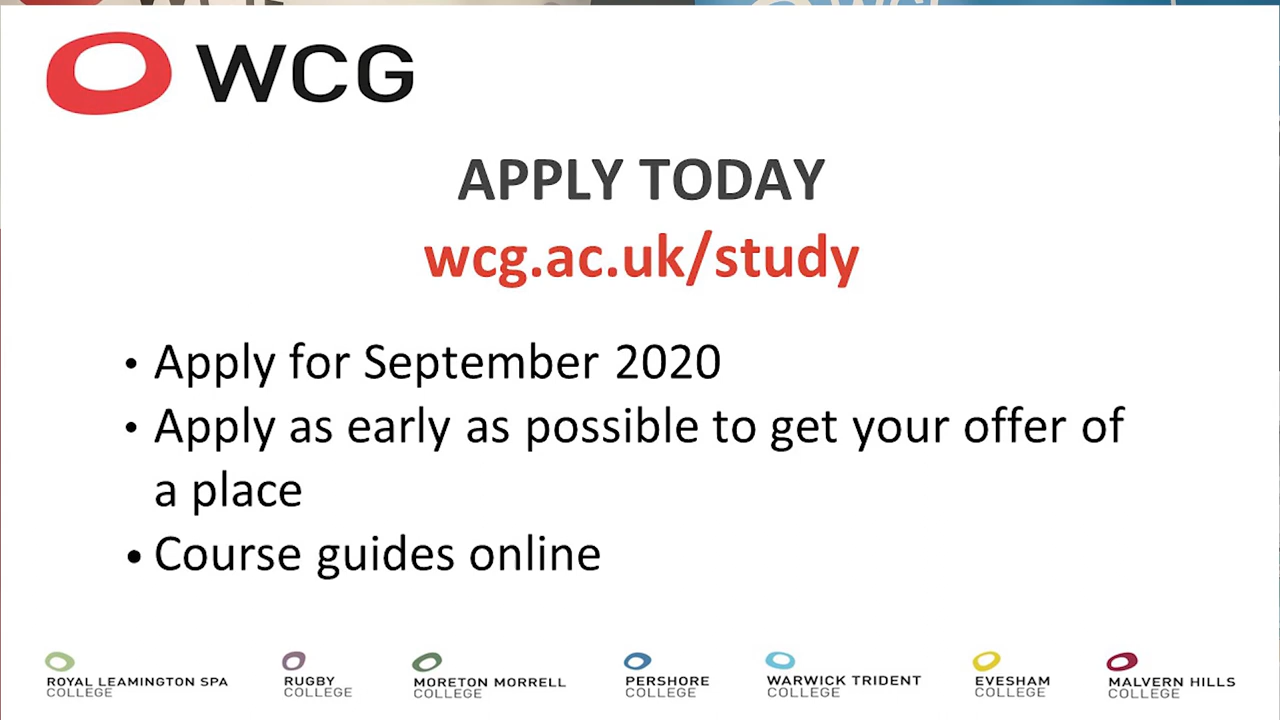 WCG
APPLY TODAY
wcg.ac.uk/study
• Apply for September 2020
• Apply as early as possible to get your offer of
a place
• Course guides online
ROYAL LEAMINGTON SPA
COLLEGE
RUGBY
COLLEGE
MORETON MORRELL
COLLEGE
PERSHORE
COLLEGE
WARWICK TRIDENT
COLLEGE
EVESHAM
COLLEGE
MALVERN HILLS
COLLEGE